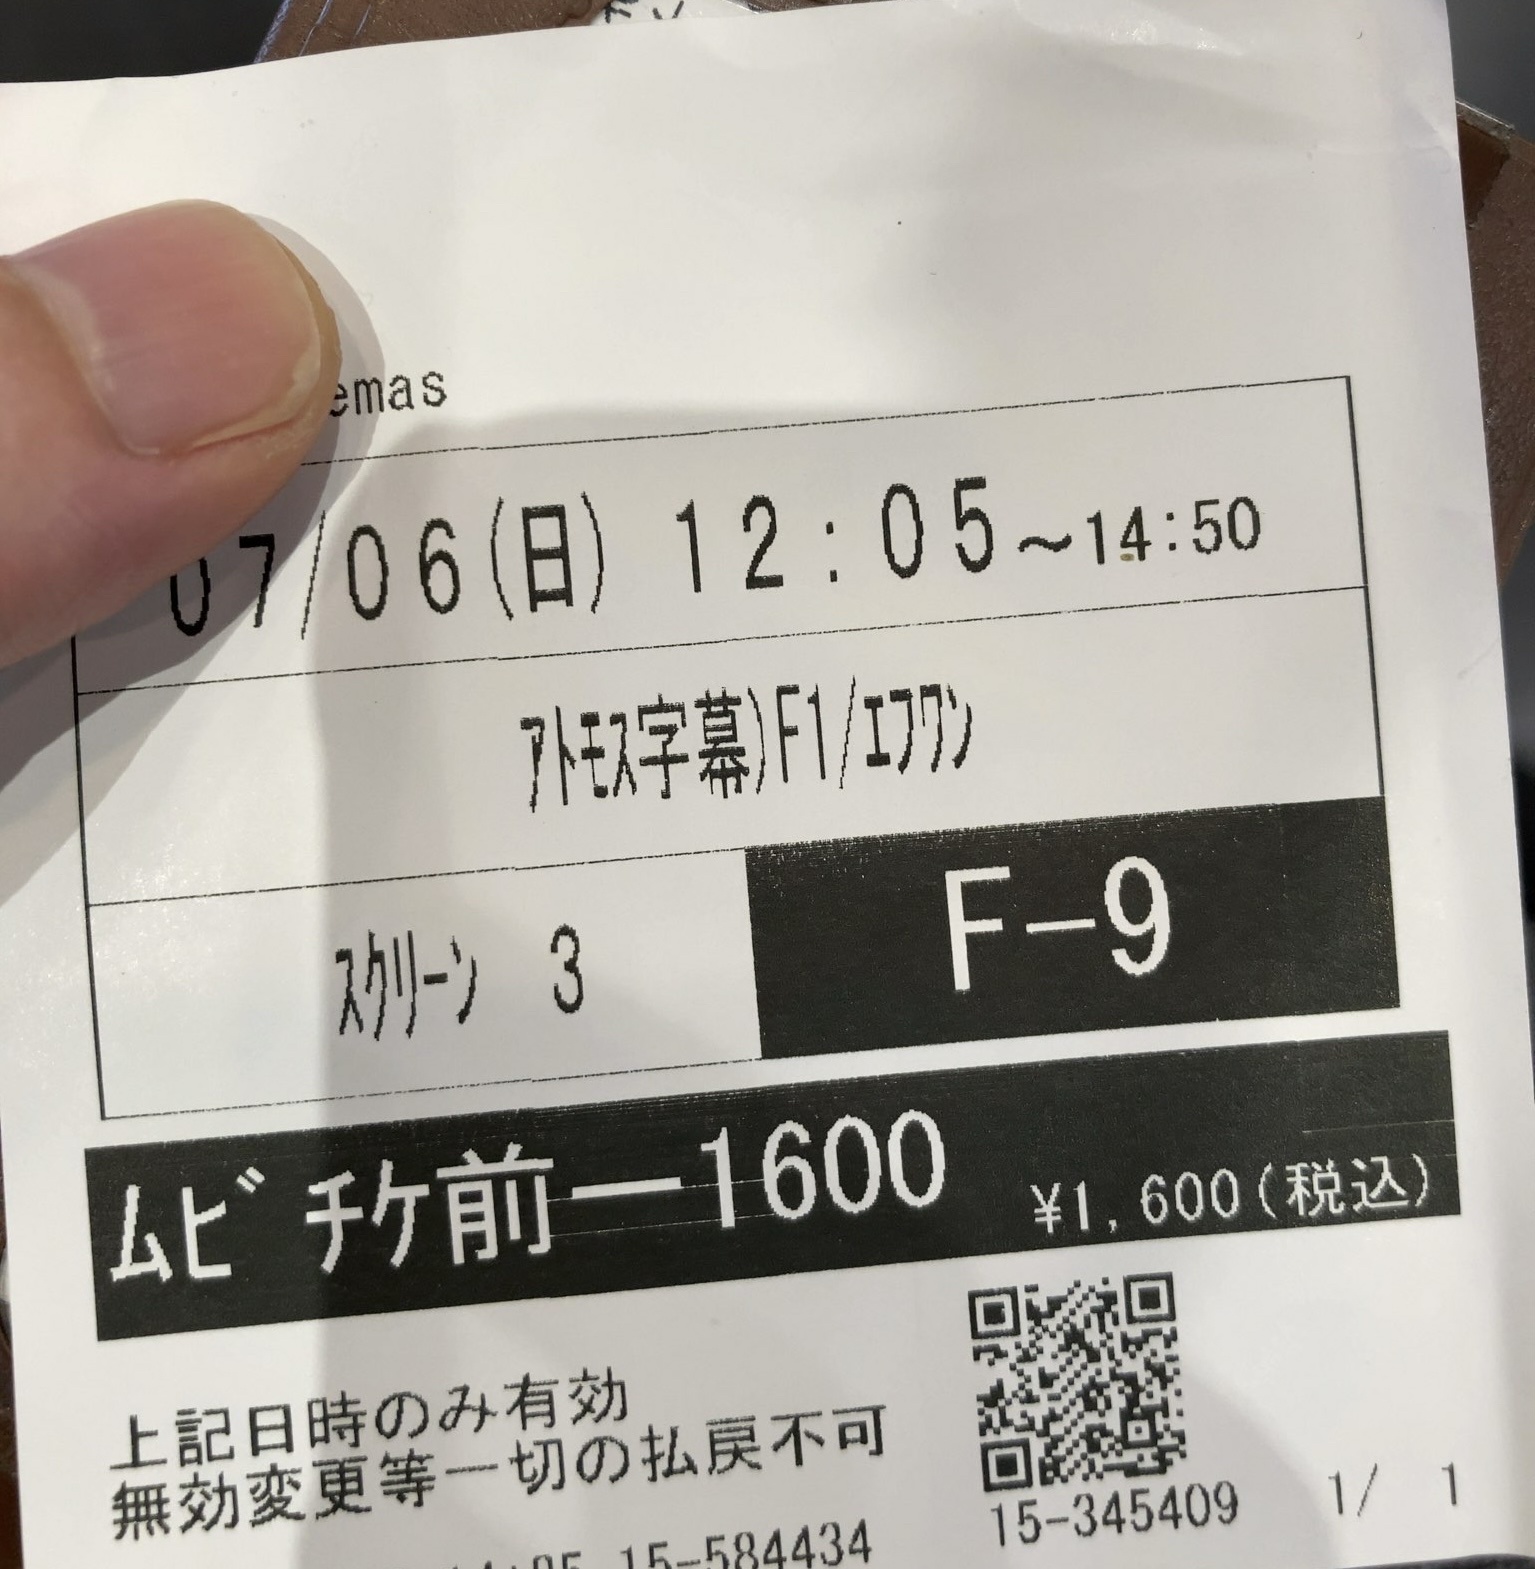 emas
07/06(日) 12:05～14:50
ｱﾄﾓｽ字幕)F1/ｴﾌﾜﾝ
ｽｸﾘｰﾝ 3
F-9
ﾑﾋﾞﾁｹ前ー1600 ¥1,600(税込)
上記日時のみ有効
無効変更等一切の払戻不可
15-345409
1/ 1
15-584434